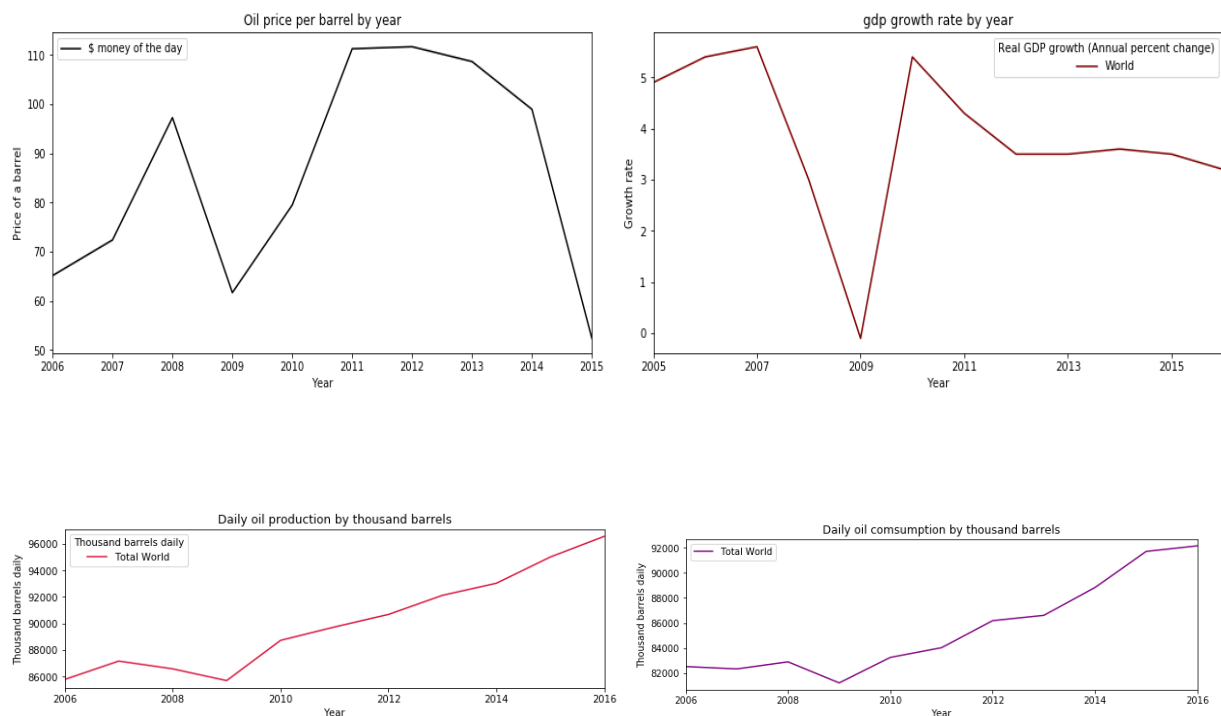 Oil price per barrel by year
$ money of the day
Price of a barrel
110
100
90
80
70
60
50
2006 2007 2008 2009 2010 2011 2012 2013 2014 2015
Year
gdp growth rate by year
Real GDP growth (Annual percent change)
World
Growth rate
5
4
3
2
1
0
2005 2007 2009 2011 2013 2015
Year
Daily oil production by thousand barrels
Thousand barrels daily
Total World
Thousand barrels daily
96000
94000
92000
90000
88000
86000
2006 2008 2010 2012 2014 2016
Year
Daily oil comsumption by thousand barrels
Total World
Thousand barrels daily
92000
90000
88000
86000
84000
82000
2006 2008 2010 2012 2014 2016
Year